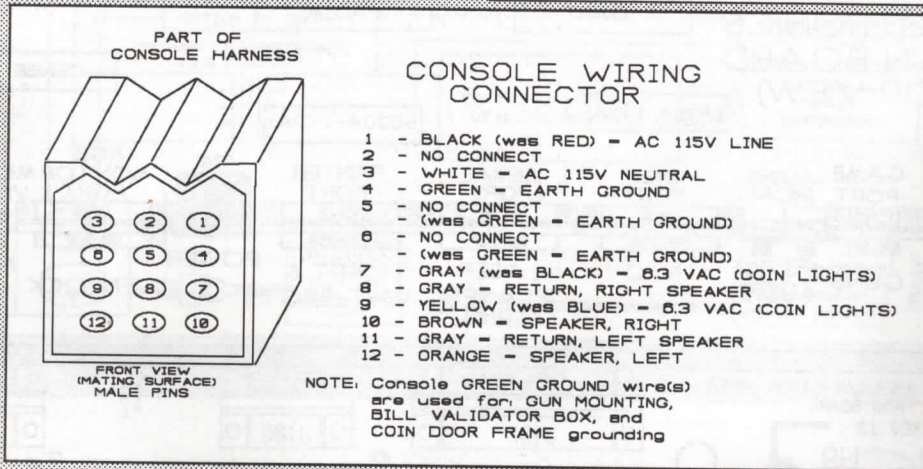 PART OF
CONSOLE HARNESS
CONSOLE WIRING
CONNECTOR
1 - BLACK (was RED) - AC 115V LINE
2 - NO CONNECT
3 - WHITE - AC 115V NEUTRAL
4 - GREEN - EARTH GROUND
5 - NO CONNECT
(was GREEN - EARTH GROUND)
6 - NO CONNECT
(was GREEN - EARTH GROUND)
7 - GRAY (was BLACK) - 6.3 VAC (COIN LIGHTS)
8 - GRAY - RETURN, RIGHT SPEAKER
9 - YELLOW (was BLUE) - 6.3 VAC (COIN LIGHTS)
10 - BROWN - SPEAKER, RIGHT
11 - GRAY - RETURN, LEFT SPEAKER
12 - ORANGE - SPEAKER, LEFT
3 2 1
6 5 4
9 8 7
12 11 10
FRONT VIEW
(MATING SURFACE)
MALE PINS
NOTE: Console GREEN GROUND wire(s)
are used for: GUN MOUNTING,
BILL VALIDATOR BOX, and
COIN DOOR FRAME grounding